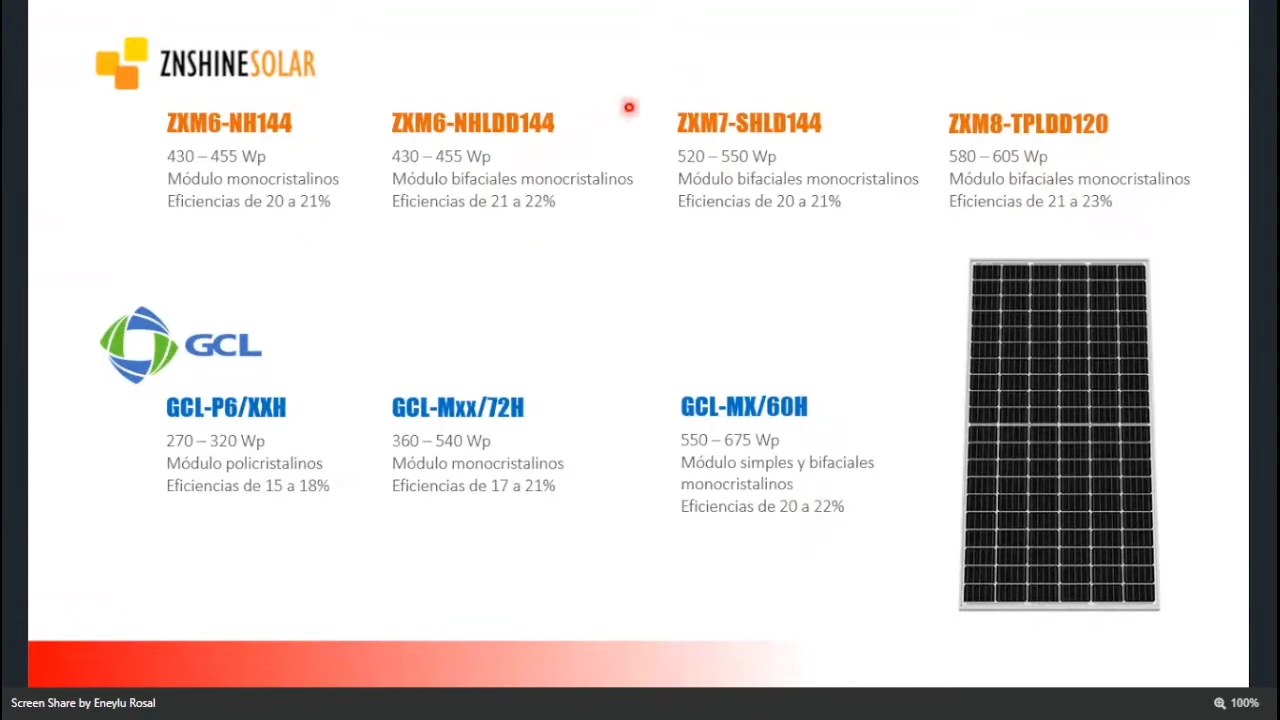 ZNSHINESOLAR
ZXM6-NH144
430 – 455 Wp
Módulo monocristalinos
Eficiencias de 20 a 21%
ZXM6-NHLDD144
430 – 455 Wp
Módulo bifaciales monocristalinos
Eficiencias de 21 a 22%
ZXM7-SHLD144
520 – 550 Wp
Módulo bifaciales monocristalinos
Eficiencias de 20 a 21%
ZXM8-TPLDD120
580 – 605 Wp
Módulo bifaciales monocristalinos
Eficiencias de 21 a 23%
GCL
GCL-P6/XXH
270 – 320 Wp
Módulo policristalinos
Eficiencias de 15 a 18%
GCL-Mxx/72H
360 – 540 Wp
Módulo monocristalinos
Eficiencias de 17 a 21%
GCL-MX/60H
550 – 675 Wp
Módulo simples y bifaciales
monocristalinos
Eficiencias de 20 a 22%
Screen Share by Eneylu Rosal
100%